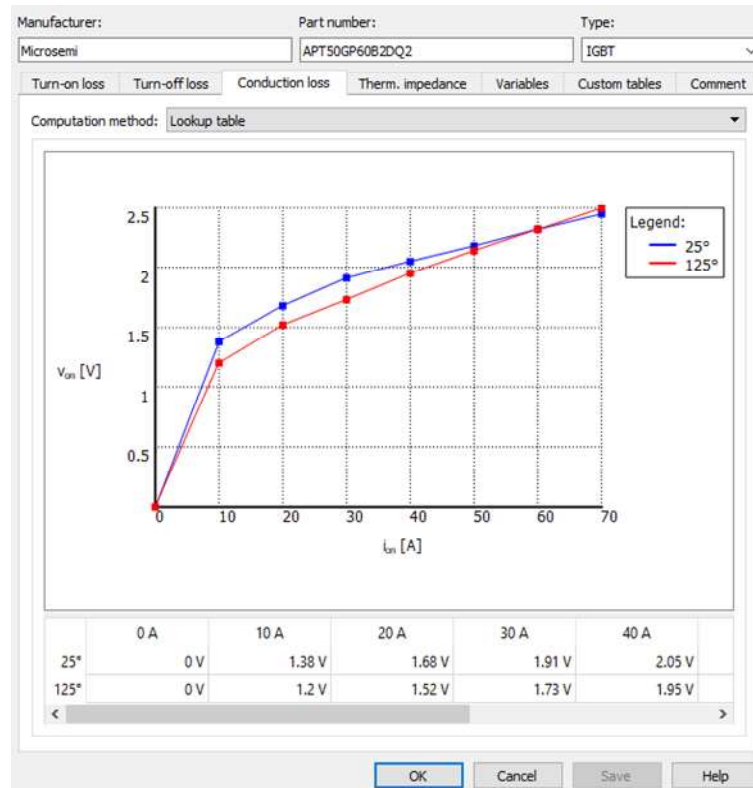 Manufacturer: Part number: Type:
Microsemi APT50GP60B2DQ2 IGBT
Turn-on loss Turn-off loss Conduction loss Therm. impedance Variables Custom tables Comment
Computation method: Lookup table
2.5
2
1.5
1
0.5
von [V]
0 10 20 30 40 50 60 70
ion [A]
Legend:
25°
125°
0 A 10 A 20 A 30 A 40 A
25° 0 V 1.38 V 1.68 V 1.91 V 2.05 V
125° 0 V 1.2 V 1.52 V 1.73 V 1.95 V
OK Cancel Save Help